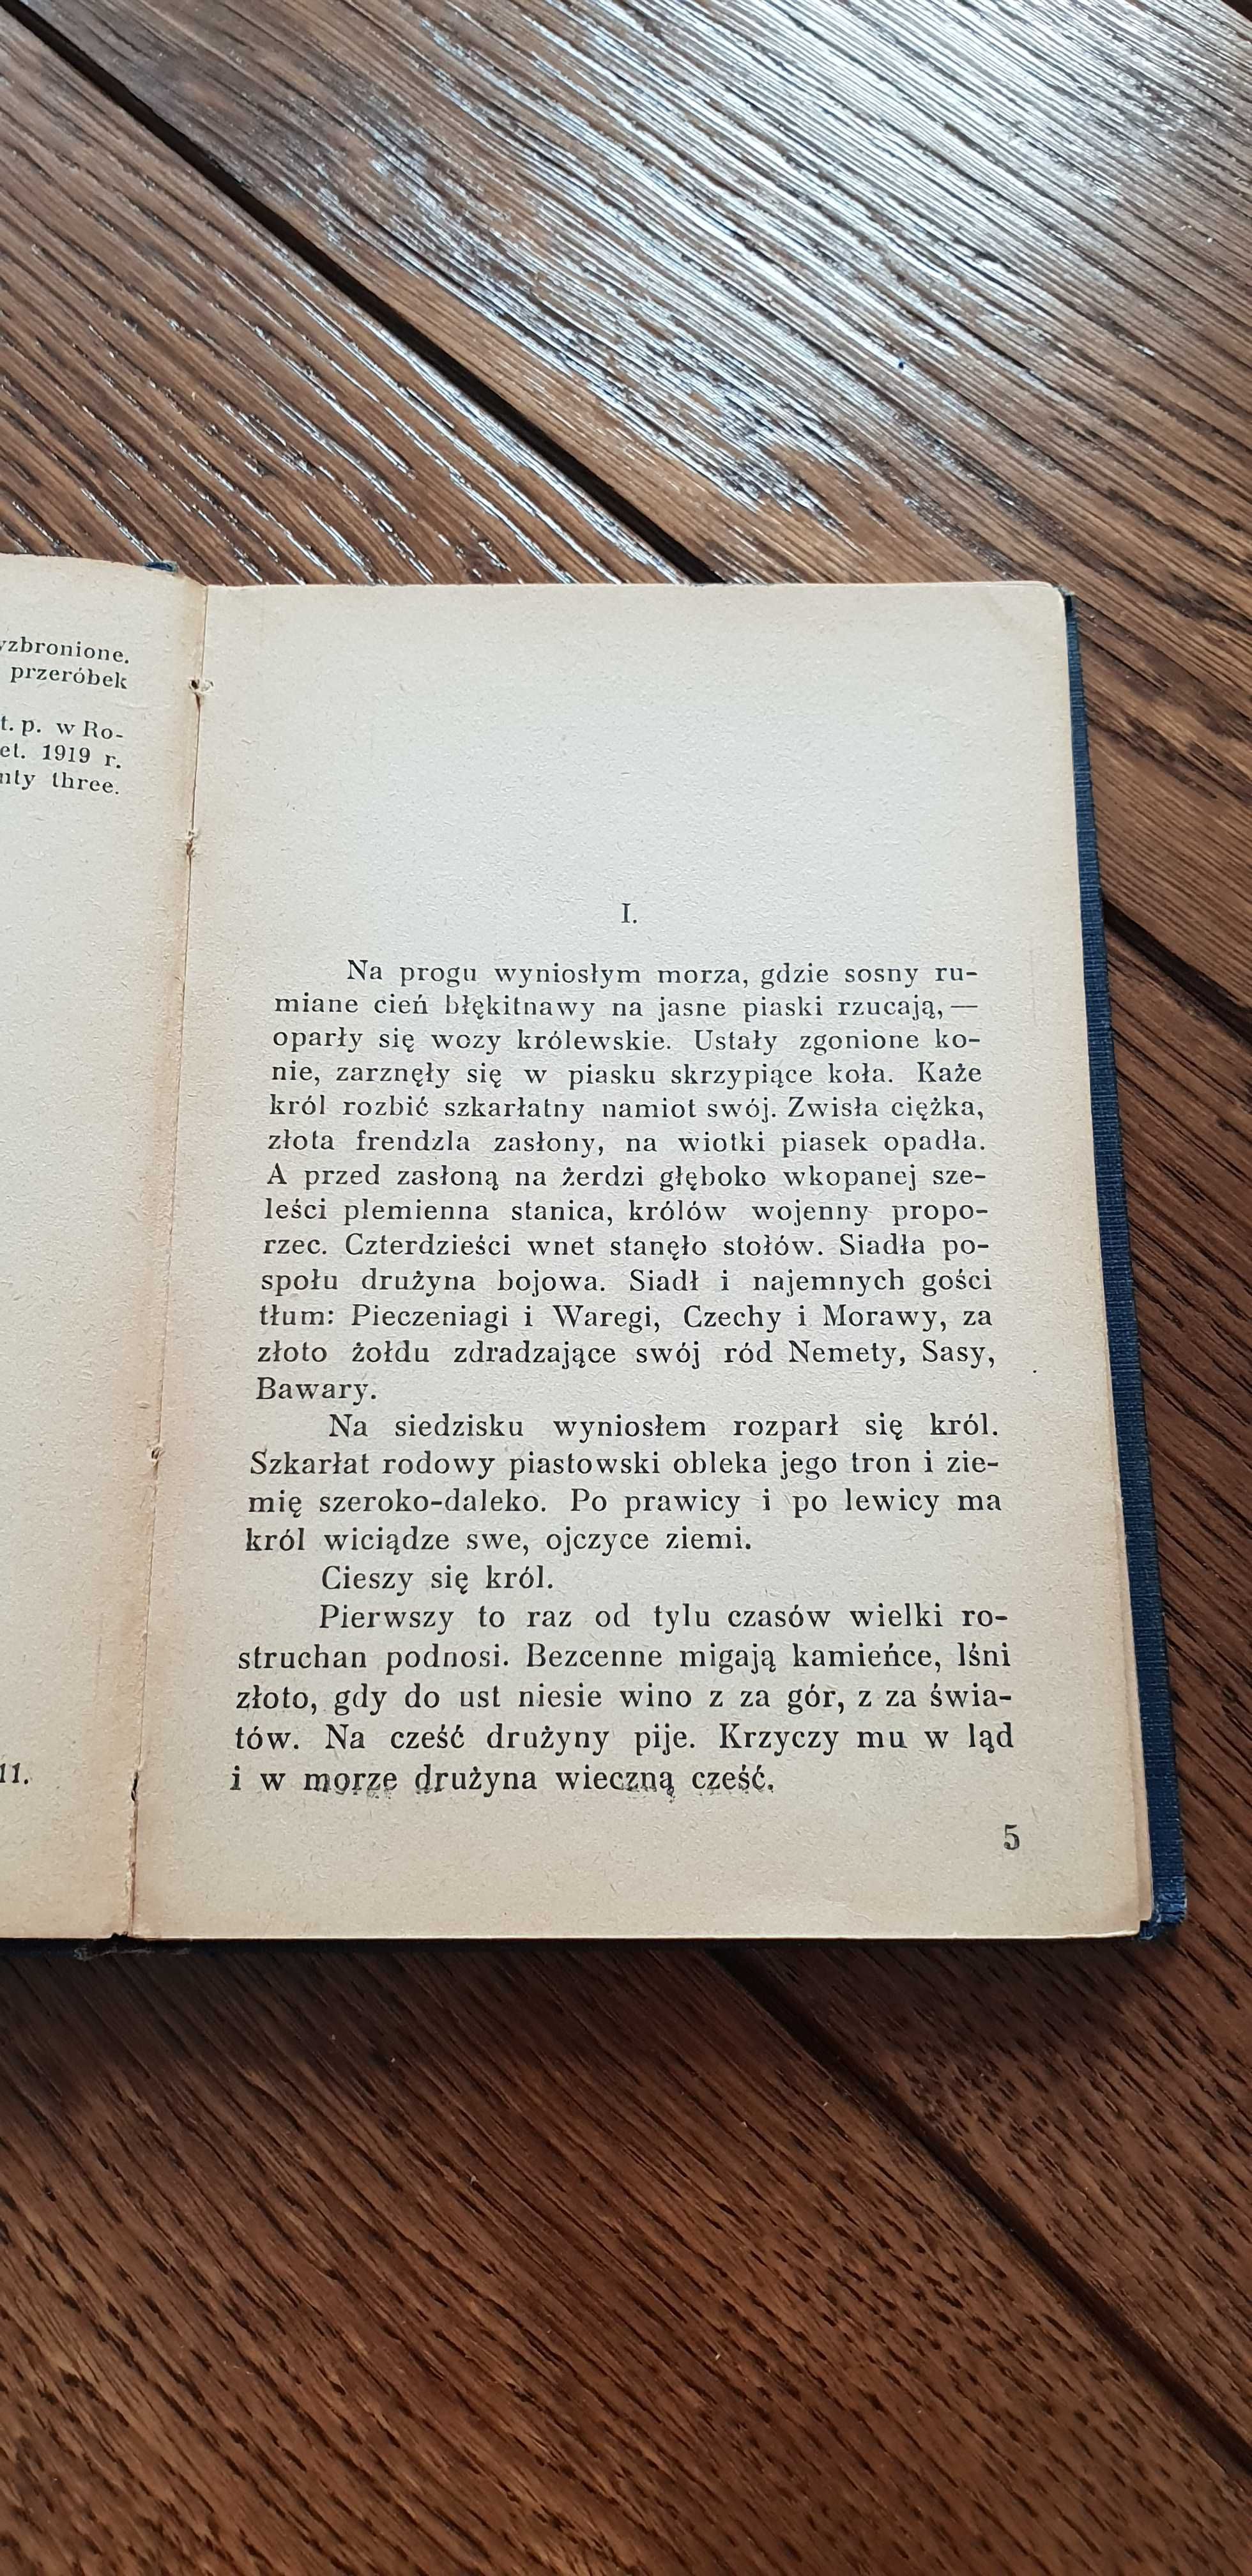 yzbronione.
przeróbek
t. p. w Ro-
et. 1919 r.
nty three.
11.
I.
Na progu wyniosłym morza, gdzie sosny ru-
miane cień błękitnawy na jasne piaski rzucają, —
oparły się wozy królewskie. Ustały zgonione ko-
nie, zarznęły się w piasku skrzypiące koła. Każe
król rozbić szkarłatny namiot swój. Zwisła ciężka,
złota frendzla zasłony, na wiotki piasek opadła.
A przed zasłoną na żerdzi głęboko wkopanej sze-
leści plemienna stanica, królów wojenny propo-
rzec. Czterdzieści wnet stanęło stołów. Siadła po-
społu drużyna bojowa. Siadł i najemnych gości
tłum: Pieczeniagi i Waregi, Czechy i Morawy, za
złoto żołdu zdradzające swój ród Nemety, Sasy,
Bawary.
Na siedzisku wyniosłem rozparł się król.
Szkarłat rodowy piastowski obleka jego tron i zie-
mię szeroko-daleko. Po prawicy i po lewicy ma
król wiciądze swe, ojczyce ziemi.
Cieszy się król.
Pierwszy to raz od tylu czasów wielki ro-
struchan podnosi. Bezcenne migają kamieńce, lśni
złoto, gdy do ust niesie wino z za gór, z za świa-
tów. Na cześć drużyny pije. Krzyczy mu w ląd
i w morze drużyna wieczną cześć.
5